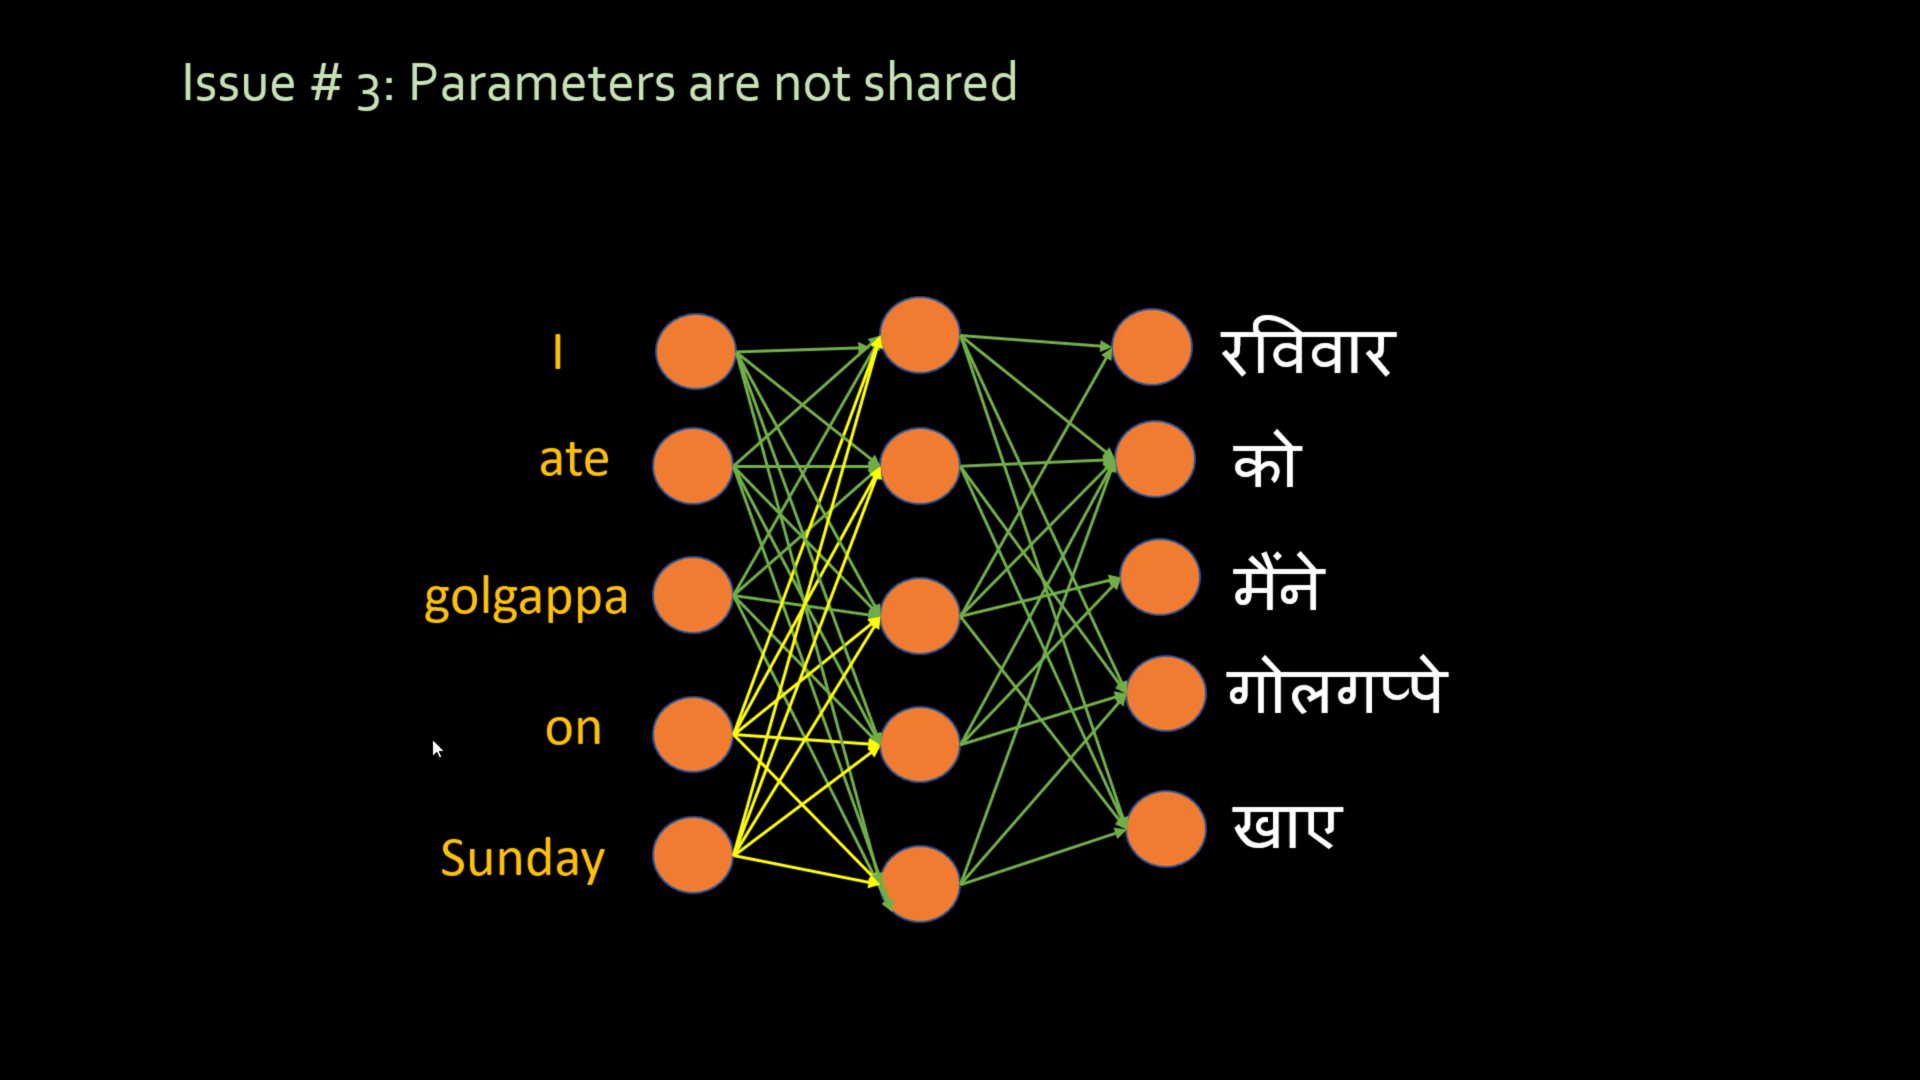 Issue # 3: Parameters are not shared
I
ate
golgappa
on
Sunday
रविवार
को
मैंने
गोलगप्पे
खाए